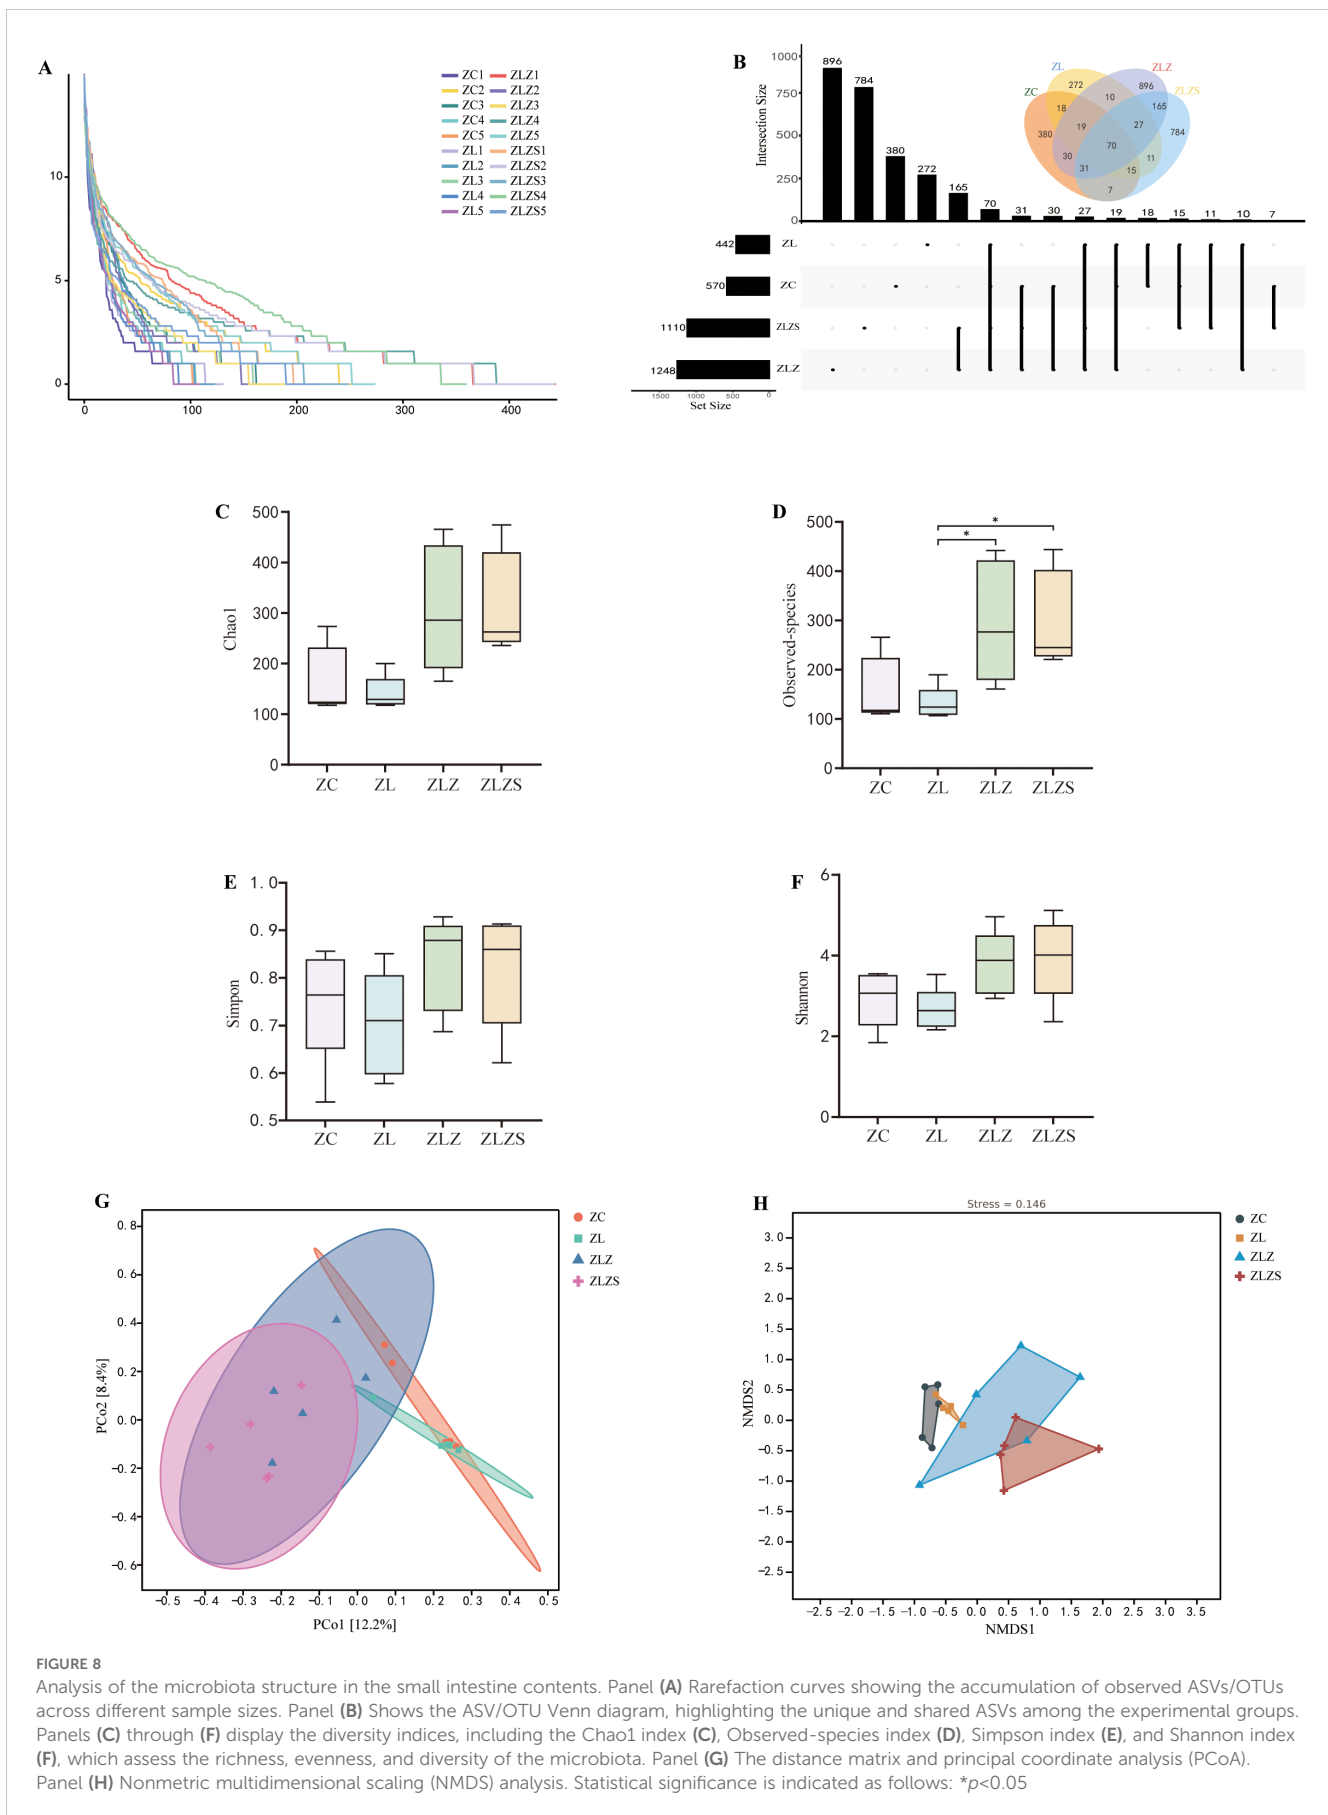 A
10
5
0
0
100
200
300
400
ZC1 ZLZ1
ZC2 ZLZ2
ZC3 ZLZ3
ZC4 ZLZ4
ZC5 ZLZ5
ZL1 ZLZS1
ZL2 ZLZS2
ZL3 ZLZS3
ZL4 ZLZS4
ZL5 ZLZS5
B
Intersection Size
1000
750
500
250
0
896 784 380 272 165 70 31 30 27 19 18 15 11 10 7
ZL
ZLZ
ZC
ZLZS
272
896
10
18
165
19
27
380
784
70
30
11
31
15
7
442 ZL
570 ZC
1110 ZLZS
1248 ZLZ
1500 1000 500 0
Set Size
C
Chao1
500
400
300
200
100
0
ZC ZL ZLZ ZLZS
D
Observed-species
500
400
300
200
100
0
*
*
ZC ZL ZLZ ZLZS
E
Simpon
1.0
0.9
0.8
0.7
0.6
0.5
ZC ZL ZLZ ZLZS
F
Shannon
6
4
2
0
ZC ZL ZLZ ZLZS
G
PCo2 [8.4%]
0.8
0.6
0.4
0.2
0.0
−0.2
−0.4
−0.6
−0.5 −0.4 −0.3 −0.2 −0.1 0.0 0.1 0.2 0.3 0.4 0.5
PCo1 [12.2%]
ZC
ZL
ZLZ
ZLZS
H
Stress = 0.146
NMDS2
3.0
2.5
2.0
1.5
1.0
0.5
0.0
−0.5
−1.0
−1.5
−2.0
−2.5
−2.5 −2.0 −1.5 −1.0 −0.5 0.0 0.5 1.0 1.5 2.0 2.5 3.0 3.5
NMDS1
ZC
ZL
ZLZ
ZLZS
FIGURE 8
Analysis of the microbiota structure in the small intestine contents. Panel (A) Rarefaction curves showing the accumulation of observed ASVs/OTUs
across different sample sizes. Panel (B) Shows the ASV/OTU Venn diagram, highlighting the unique and shared ASVs among the experimental groups.
Panels (C) through (F) display the diversity indices, including the Chao1 index (C), Observed-species index (D), Simpson index (E), and Shannon index
(F), which assess the richness, evenness, and diversity of the microbiota. Panel (G) The distance matrix and principal coordinate analysis (PCoA).
Panel (H) Nonmetric multidimensional scaling (NMDS) analysis. Statistical significance is indicated as follows: *p<0.05